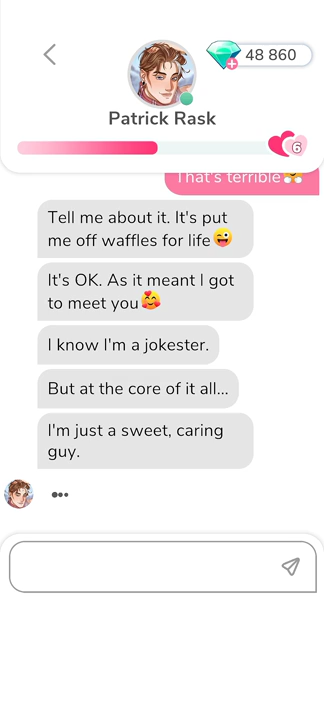 48 860
Patrick Rask
6
That's terrible🤗
Tell me about it. It's put
me off waffles for life😜
It's OK. As it meant I got
to meet you🥰
I know I'm a jokester.
But at the core of it all...
I'm just a sweet, caring
guy.